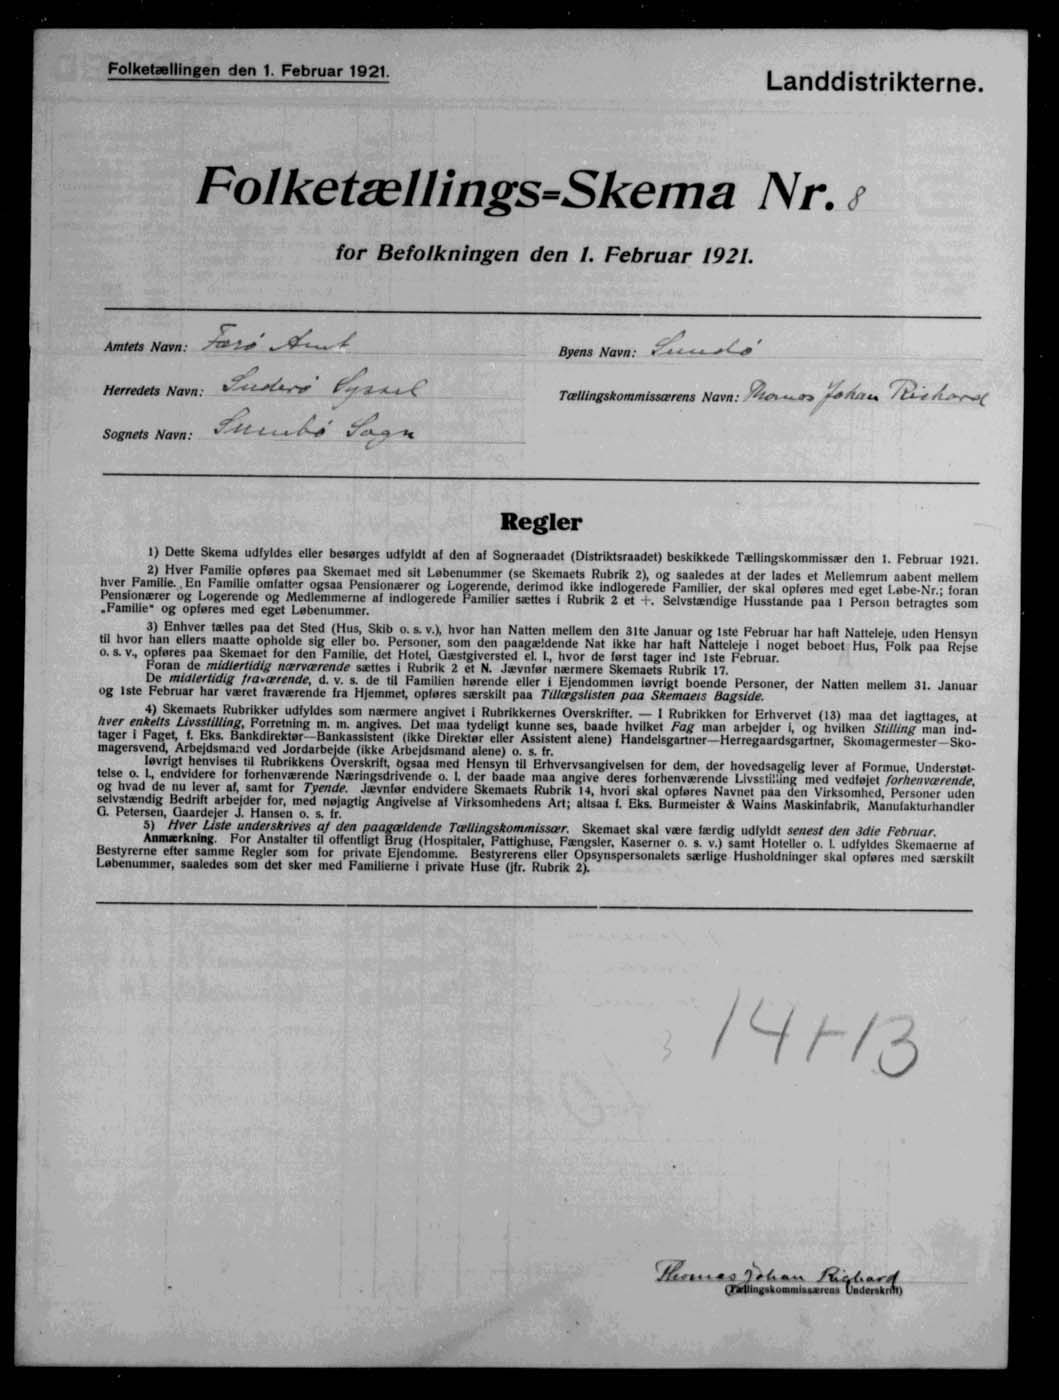 Folketællingen den 1. Februar 1921.
Landdistrikterne.
Folketællings=Skema Nr. 8
for Befolkningen den 1. Februar 1921.
Amtets Navn: Færø Amt
Byens Navn: Sumbø
Herredets Navn: Suderø Syssel
Tællingskommissærens Navn: Thomas Johan Righard
Sognets Navn: Sumbø Sogn
Regler
1) Dette Skema udfyldes eller besørges udfyldt af den af Sogneraadet (Distriktsraadet) beskikkede Tællingskommissær den 1. Februar 1921.
2) Hver Familie opføres paa Skemaet med sit Løbenummer (se Skemaets Rubrik 2), og saaledes at der lades et Mellemrum aabent mellem
hver Familie. En Familie omfatter ogsaa Pensionærer og Logerende, derimod ikke indlogerede Familier, der skal opføres med eget Løbe-Nr.; foran
Pensionærer og Logerende og Medlemmerne af indlogerede Familier sættes i Rubrik 2 et +. Selvstændige Husstande paa 1 Person betragtes som
„Familie" og opføres med eget Løbenummer.
3) Enhver tælles paa det Sted (Hus, Skib o. s. v.), hvor han Natten mellem den 31te Januar og 1ste Februar har haft Natteleje, uden Hensyn
til hvor han ellers maatte opholde sig eller bo. Personer, som den paagældende Nat ikke har haft Natteleje i noget beboet Hus, Folk paa Rejse
o. s. v., opføres paa Skemaet for den Familie, det Hotel, Gæstgiversted el. l., hvor de først tager ind 1ste Februar.
Foran de midlertidig nærværende sættes i Rubrik 2 et N. Jævnfør nærmere Skemaets Rubrik 17.
De midlertidig fraværende, d. v. s. de til Familien hørende eller i Ejendommen iøvrigt boende Personer, der Natten mellem 31. Januar
og 1ste Februar har været fraværende fra Hjemmet, opføres særskilt paa Tillægslisten paa Skemaets Bagside.
4) Skemaets Rubrikker udfyldes som nærmere angivet i Rubrikkernes Overskrifter. — I Rubrikken for Erhvervet (13) maa det iagttages, at
hver enkelts Livsstilling, Forretning m. m. angives. Det maa tydeligt kunne ses, baade hvilket Fag man arbejder i, og hvilken Stilling man ind-
tager i Faget, f. Eks. Bankdirektør—Bankassistent (ikke Direktør eller Assistent alene) Handelsgartner—Herregaardsgartner, Skomagermester—Sko-
magersvend, Arbejdsmand ved Jordarbejde (ikke Arbejdsmand alene) o. s. fr.
Iøvrigt henvises til Rubrikkens Overskrift, ogsaa med Hensyn til Erhvervsangivelsen for dem, der hovedsagelig lever af Formue, Understøt-
telse o. l., endvidere for forhenværende Næringsdrivende o. l. der baade maa angive deres forhenværende Livsstilling med vedføjet forhenværende,
og hvad de nu lever af, samt for Tyende. Jævnfør endvidere Skemaets Rubrik 14, hvori skal opføres Navnet paa den Virksomhed, Personer uden
selvstændig Bedrift arbejder for, med nøjagtig Angivelse af Virksomhedens Art; altsaa f. Eks. Burmeister & Wains Maskinfabrik, Manufakturhandler
G. Petersen, Gaardejer J. Hansen o. s. fr.
5) Hver Liste underskrives af den paagældende Tællingskommissær. Skemaet skal være færdig udfyldt senest den 3die Februar.
Anmærkning. For Anstalter til offentligt Brug (Hospitaler, Fattighuse, Fængsler, Kaserner o. s. v.) samt Hoteller o. l. udfyldes Skemaerne af
Bestyrerne efter samme Regler som for private Ejendomme. Bestyrerens eller Opsynspersonalets særlige Husholdninger skal opføres med særskilt
Løbenummer, saaledes som det sker med Familierne i private Huse (jfr. Rubrik 2).
14+13
Thomas Johan Righard
(Tællingskommissærens Underskrift)